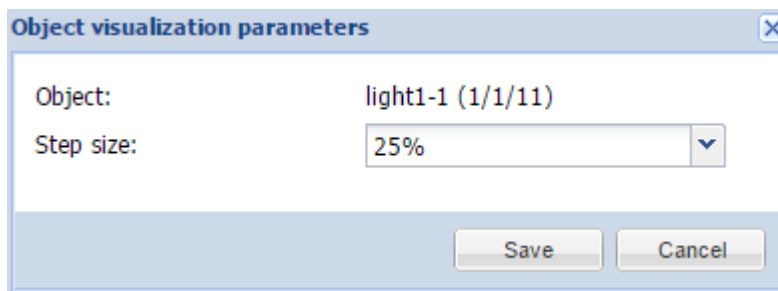 Object visualization parameters
Object: light1-1 (1/1/11)
Step size: 25%
Save Cancel